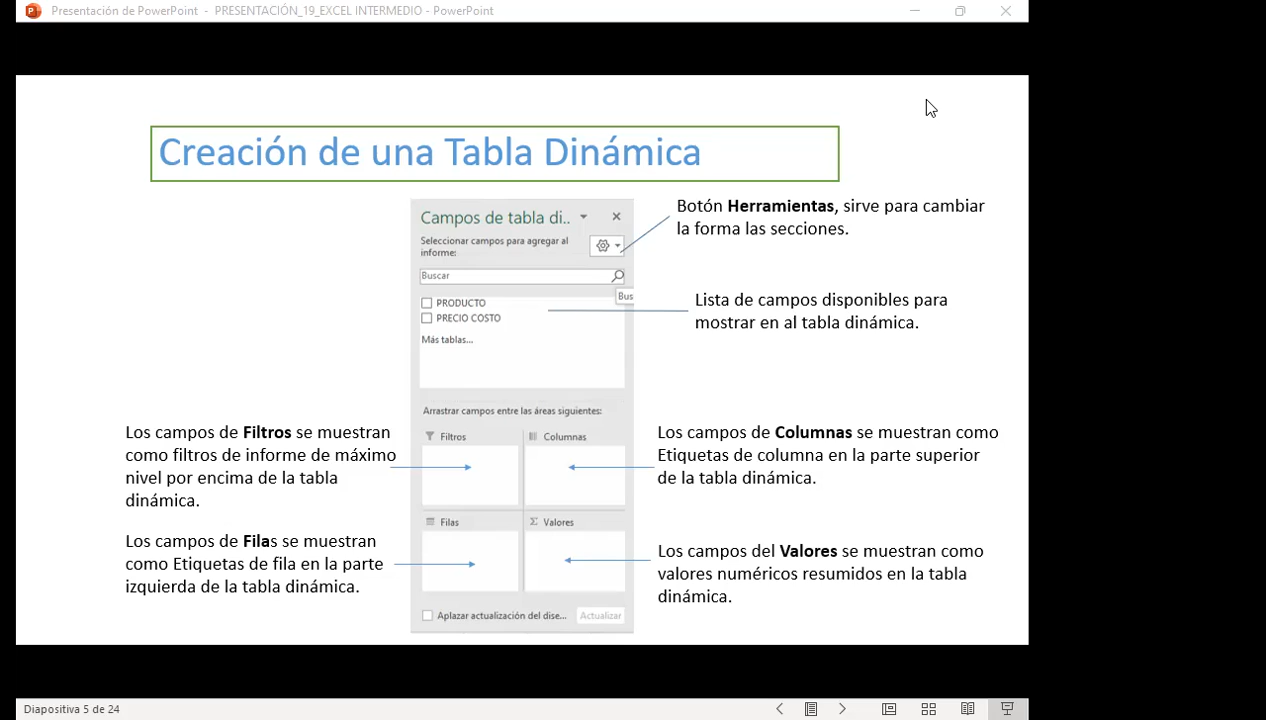 Presentación de PowerPoint - PRESENTACIÓN_19_EXCEL INTERMEDIO - PowerPoint
Creación de una Tabla Dinámica
Campos de tabla di..
Seleccionar campos para agregar al
informe:
Buscar
Bus
PRODUCTO
PRECIO COSTO
Más tablas...
Arrastrar campos entre las áreas siguientes:
Filtros
Columnas
Filas
Valores
Aplazar actualización del dise...
Actualizar
Botón Herramientas, sirve para cambiar
la forma las secciones.
Lista de campos disponibles para
mostrar en al tabla dinámica.
Los campos de Filtros se muestran
como filtros de informe de máximo
nivel por encima de la tabla
dinámica.
Los campos de Columnas se muestran como
Etiquetas de columna en la parte superior
de la tabla dinámica.
Los campos de Filas se muestran
como Etiquetas de fila en la parte
izquierda de la tabla dinámica.
Los campos del Valores se muestran como
valores numéricos resumidos en la tabla
dinámica.
Diapositiva 5 de 24